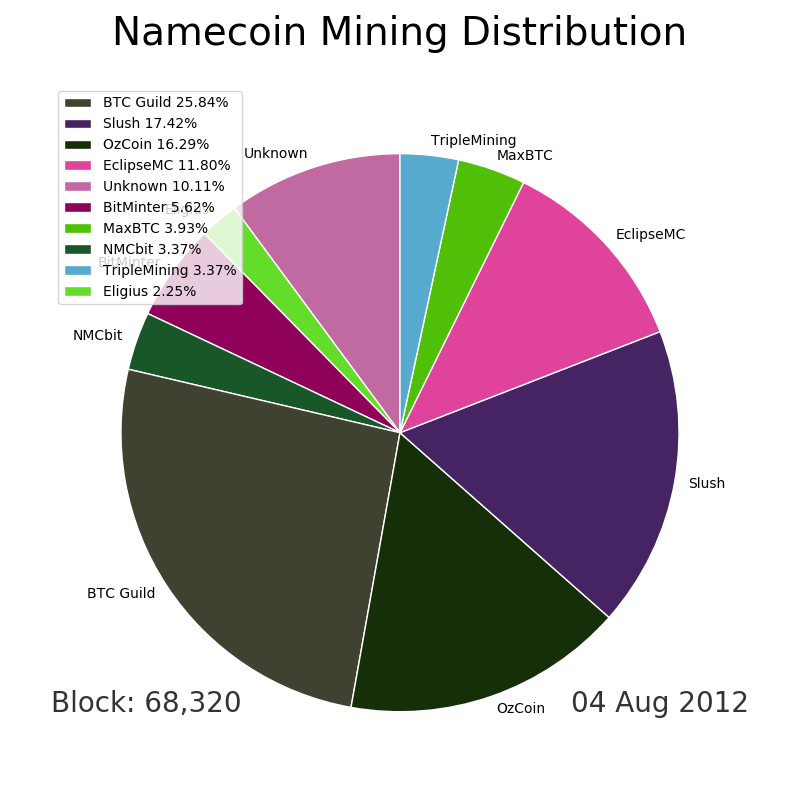 Namecoin Mining Distribution
BTC Guild 25.84%
Slush 17.42%
OzCoin 16.29%
EclipseMC 11.80%
Unknown 10.11%
BitMinter 5.62%
MaxBTC 3.93%
NMCbit 3.37%
TripleMining 3.37%
Eligius 2.25%
Unknown
TripleMining
MaxBTC
EclipseMC
Eligius
BitMinter
NMCbit
Slush
BTC Guild
OzCoin
Block: 68,320
04 Aug 2012